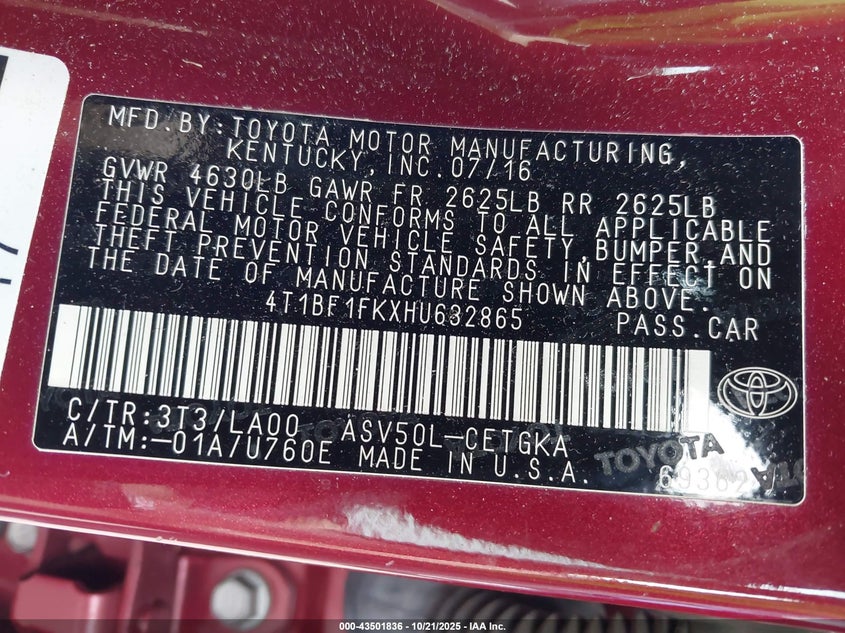 MFD.BY:TOYOTA MOTOR MANUFACTURING,
KENTUCKY, INC. 07/16
GVWR 4630LB GAWR FR 2625LB RR 2625LB
THIS VEHICLE CONFORMS TO ALL APPLICABLE
FEDERAL MOTOR VEHICLE SAFETY, BUMPER, AND
THEFT PREVENTION STANDARDS IN EFFECT ON
THE DATE OF MANUFACTURE SHOWN ABOVE.
4T1BF1FKXHU632865 PASS.CAR
C/TR:3T3/LA00 ASV50L-CETGKA
A/TM:-01A/U760E MADE IN U.S.A.
TOYOTA
000-43501836 - 10/21/2025 - IAA Inc.